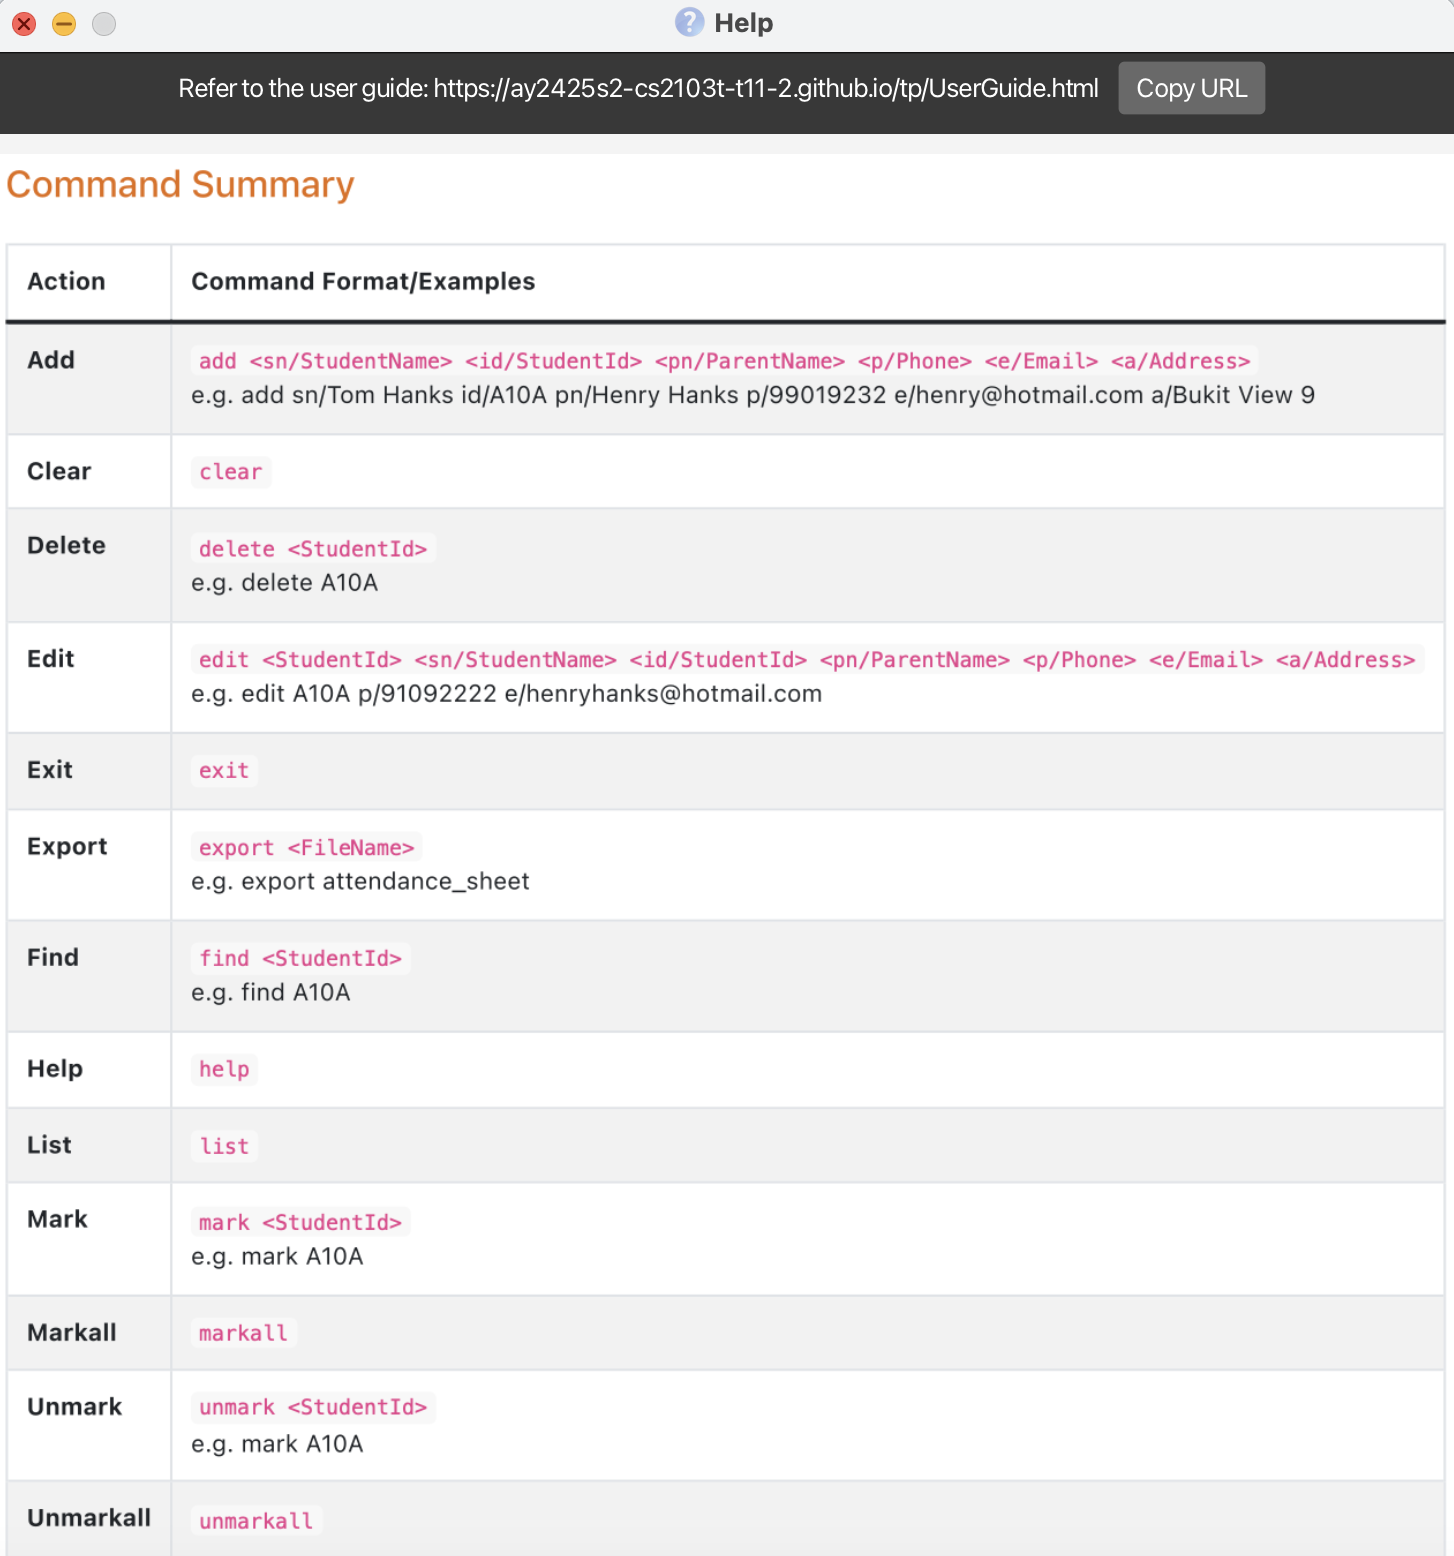 Help
Refer to the user guide: https://ay2425s2-cs2103t-t11-2.github.io/tp/UserGuide.html Copy URL
Command Summary
Action Command Format/Examples
Add add <sn/StudentName> <id/StudentId> <pn/ParentName> <p/Phone> <e/Email> <a/Address>
e.g. add sn/Tom Hanks id/A10A pn/Henry Hanks p/99019232 e/henry@hotmail.com a/Bukit View 9
Clear clear
Delete delete <StudentId>
e.g. delete A10A
Edit edit <StudentId> <sn/StudentName> <id/StudentId> <pn/ParentName> <p/Phone> <e/Email> <a/Address>
e.g. edit A10A p/91092222 e/henryhanks@hotmail.com
Exit exit
Export export <FileName>
e.g. export attendance_sheet
Find find <StudentId>
e.g. find A10A
Help help
List list
Mark mark <StudentId>
e.g. mark A10A
Markall markall
Unmark unmark <StudentId>
e.g. mark A10A
Unmarkall unmarkall